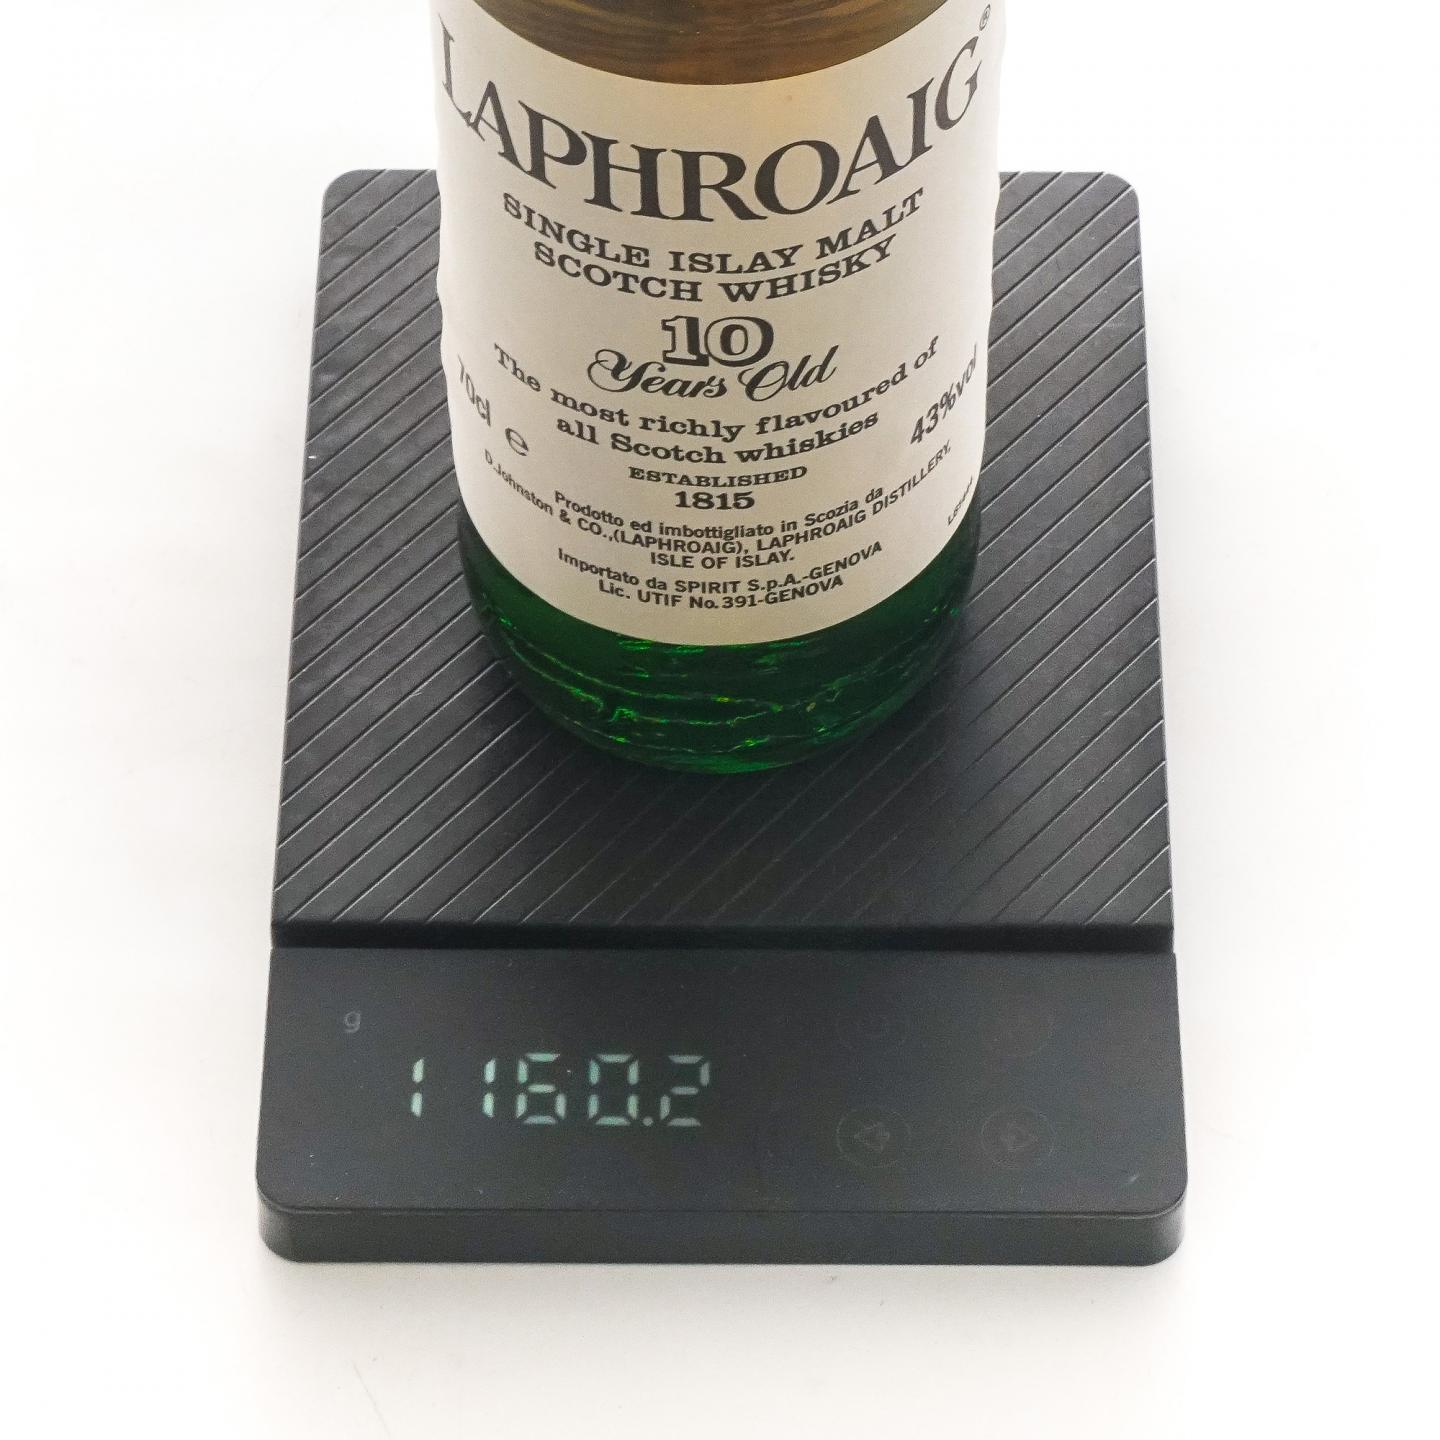 LAPHROAIG®
SINGLE ISLAY MALT
SCOTCH WHISKY
10
Years Old
The most richly flavoured of
all Scotch whiskies
70cl e
43%vol
ESTABLISHED
1815
Prodotto ed imbottigliato in Scozia da
D.Johnston & CO.,(LAPHROAIG), LAPHROAIG DISTILLERY,
ISLE OF ISLAY.
Importato da SPIRIT S.p.A.-GENOVA
Lic. UTIF No.391-GENOVA
g
1160.2